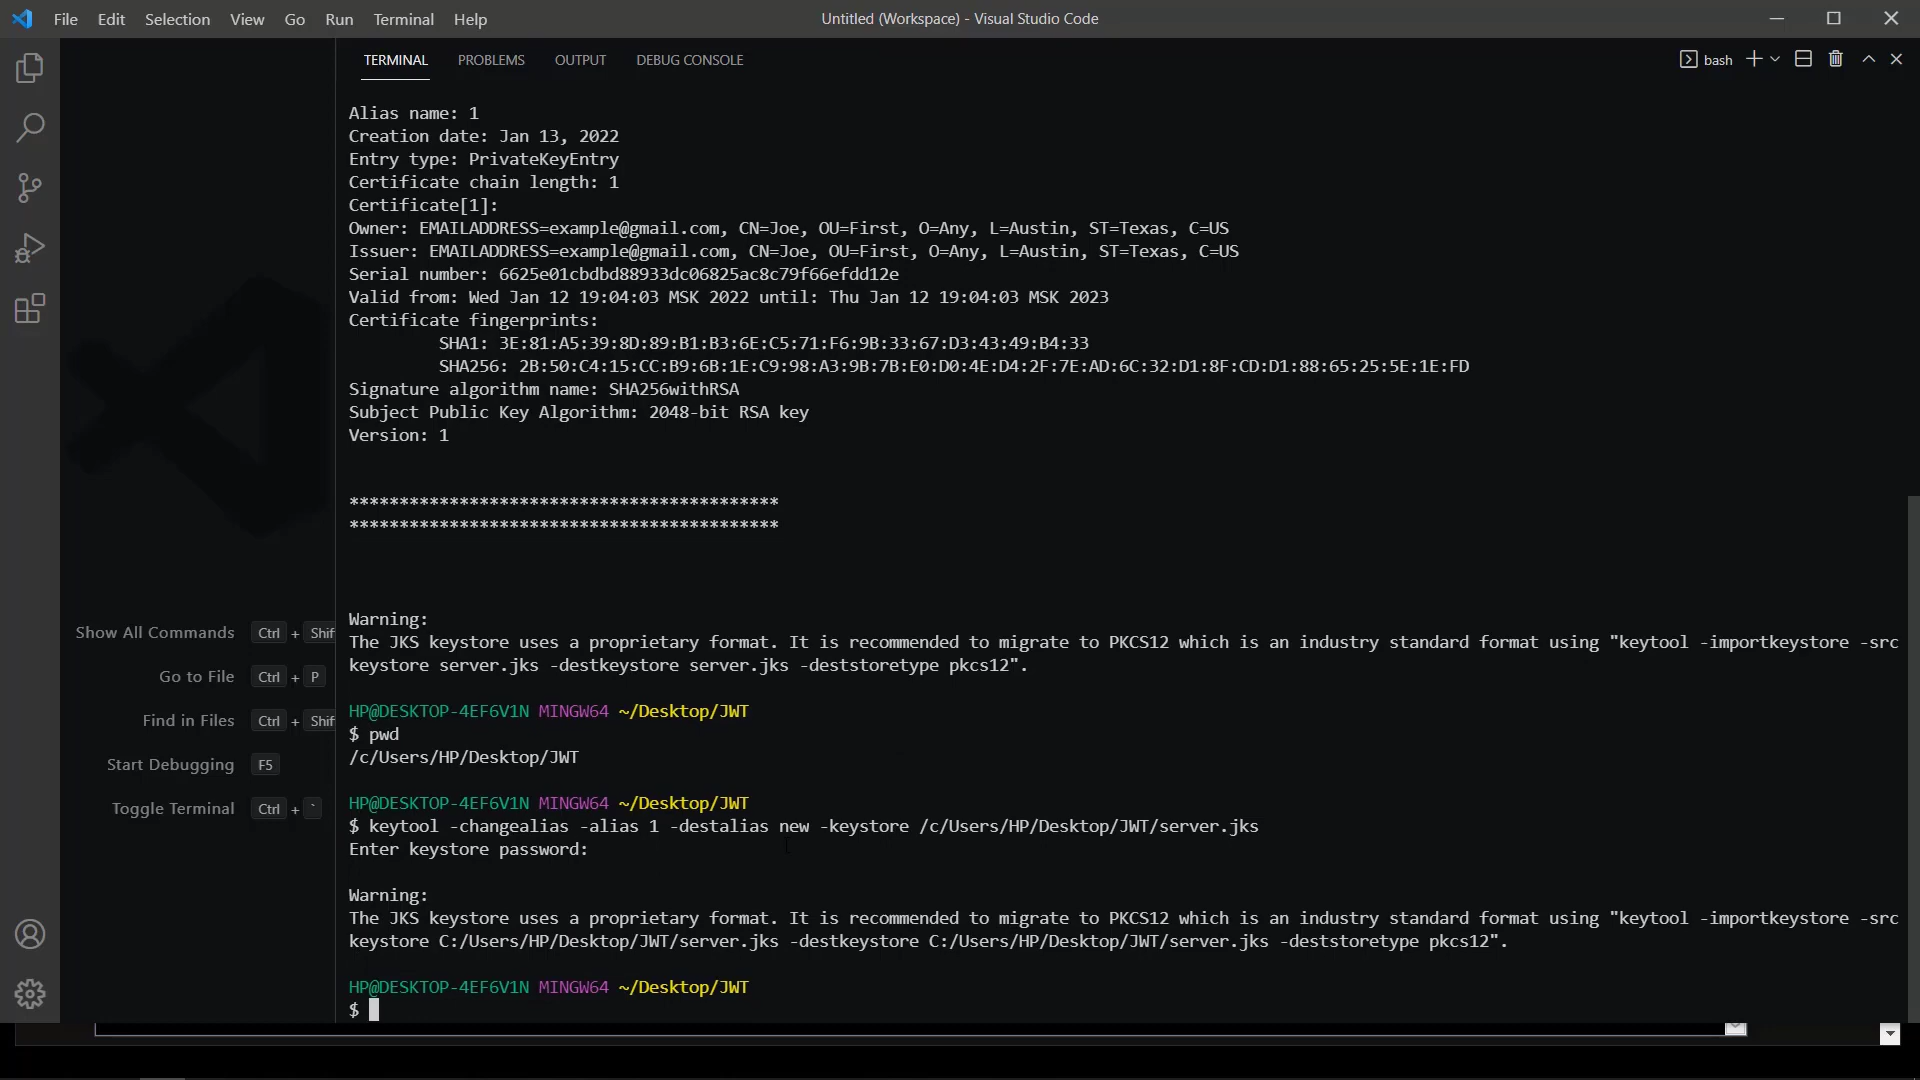 File Edit Selection View Go Run Terminal Help
Untitled (Workspace) - Visual Studio Code
TERMINAL PROBLEMS OUTPUT DEBUG CONSOLE
bash
Alias name: 1
Creation date: Jan 13, 2022
Entry type: PrivateKeyEntry
Certificate chain length: 1
Certificate[1]:
Owner: EMAILADDRESS=example@gmail.com, CN=Joe, OU=First, O=Any, L=Austin, ST=Texas, C=US
Issuer: EMAILADDRESS=example@gmail.com, CN=Joe, OU=First, O=Any, L=Austin, ST=Texas, C=US
Serial number: 6625e01cbdbd88933dc06825ac8c79f66efdd12e
Valid from: Wed Jan 12 19:04:03 MSK 2022 until: Thu Jan 12 19:04:03 MSK 2023
Certificate fingerprints:
SHA1: 3E:81:A5:39:8D:89:B1:B3:6E:C5:71:F6:9B:33:67:D3:43:49:B4:33
SHA256: 2B:50:C4:15:CC:B9:6B:1E:C9:98:A3:9B:7B:E0:D0:4E:D4:2F:7E:AD:6C:32:D1:8F:CD:D1:88:65:25:5E:1E:FD
Signature algorithm name: SHA256withRSA
Subject Public Key Algorithm: 2048-bit RSA key
Version: 1
*******************************************
*******************************************
Warning:
The JKS keystore uses a proprietary format. It is recommended to migrate to PKCS12 which is an industry standard format using "keytool -importkeystore -src
keystore server.jks -destkeystore server.jks -deststoretype pkcs12".
HP@DESKTOP-4EF6V1N MINGW64 ~/Desktop/JWT
$ pwd
/c/Users/HP/Desktop/JWT
HP@DESKTOP-4EF6V1N MINGW64 ~/Desktop/JWT
$ keytool -changealias -alias 1 -destalias new -keystore /c/Users/HP/Desktop/JWT/server.jks
Enter keystore password:
Warning:
The JKS keystore uses a proprietary format. It is recommended to migrate to PKCS12 which is an industry standard format using "keytool -importkeystore -src
keystore C:/Users/HP/Desktop/JWT/server.jks -destkeystore C:/Users/HP/Desktop/JWT/server.jks -deststoretype pkcs12".
HP@DESKTOP-4EF6V1N MINGW64 ~/Desktop/JWT
$
Show All Commands Ctrl + Shif
Go to File Ctrl + P
Find in Files Ctrl + Shif
Start Debugging F5
Toggle Terminal Ctrl + `